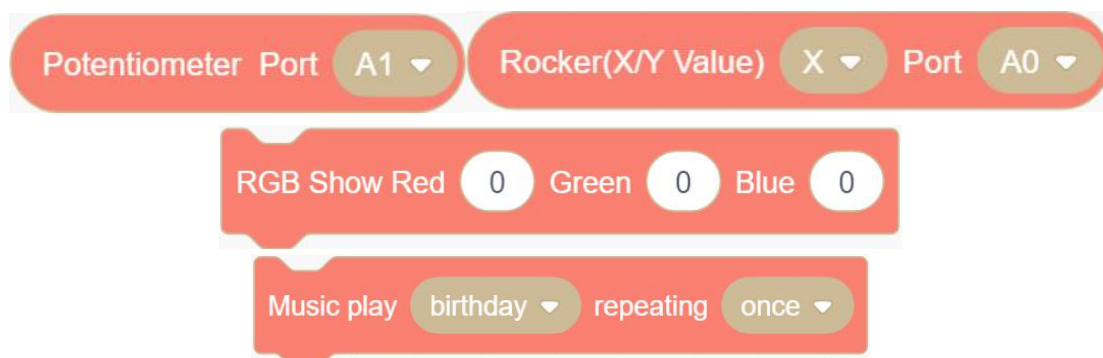 Potentiometer Port A1
Rocker(X/Y Value) X Port A0
RGB Show Red 0 Green 0 Blue 0
Music play birthday repeating once